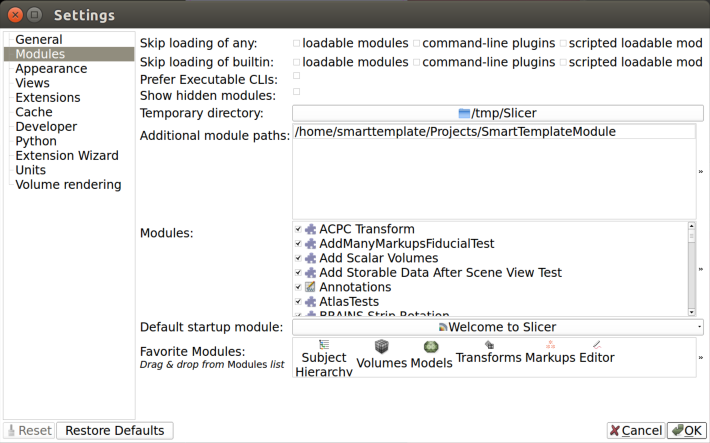 Settings
General
Modules
Appearance
Views
Extensions
Cache
Developer
Python
Extension Wizard
Units
Volume rendering
Skip loading of any: loadable modules command-line plugins scripted loadable mod
Skip loading of builtin: loadable modules command-line plugins scripted loadable mod
Prefer Executable CLIs:
Show hidden modules:
Temporary directory: /tmp/Slicer
Additional module paths: /home/smarttemplate/Projects/SmartTemplateModule
»
Modules:
ACPC Transform
AddManyMarkupsFiducialTest
Add Scalar Volumes
Add Storable Data After Scene View Test
Annotations
AtlasTests
BRAINS Strip Rotation
»
Default startup module: Welcome to Slicer
Favorite Modules:
Drag & drop from Modules list
Subject Hierarchy
Volumes
Models
Transforms
Markups
Editor
»
Reset
Restore Defaults
Cancel
OK